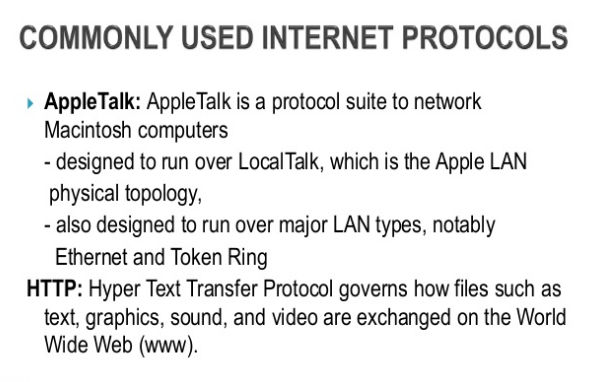 COMMONLY USED INTERNET PROTOCOLS
AppleTalk: AppleTalk is a protocol suite to network
Macintosh computers
- designed to run over LocalTalk, which is the Apple LAN
physical topology,
- also designed to run over major LAN types, notably
Ethernet and Token Ring
HTTP: Hyper Text Transfer Protocol governs how files such as
text, graphics, sound, and video are exchanged on the World
Wide Web (www).